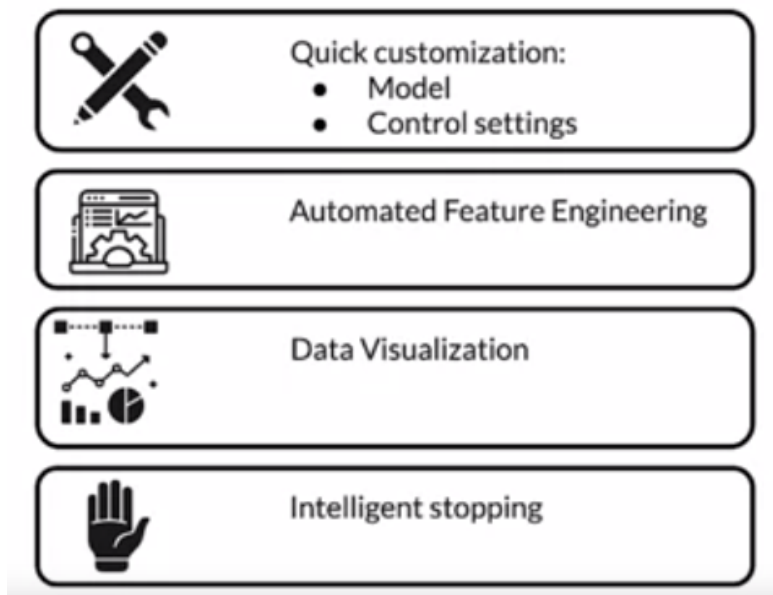 Quick customization:
● Model
● Control settings
Automated Feature Engineering
Data Visualization
Intelligent stopping